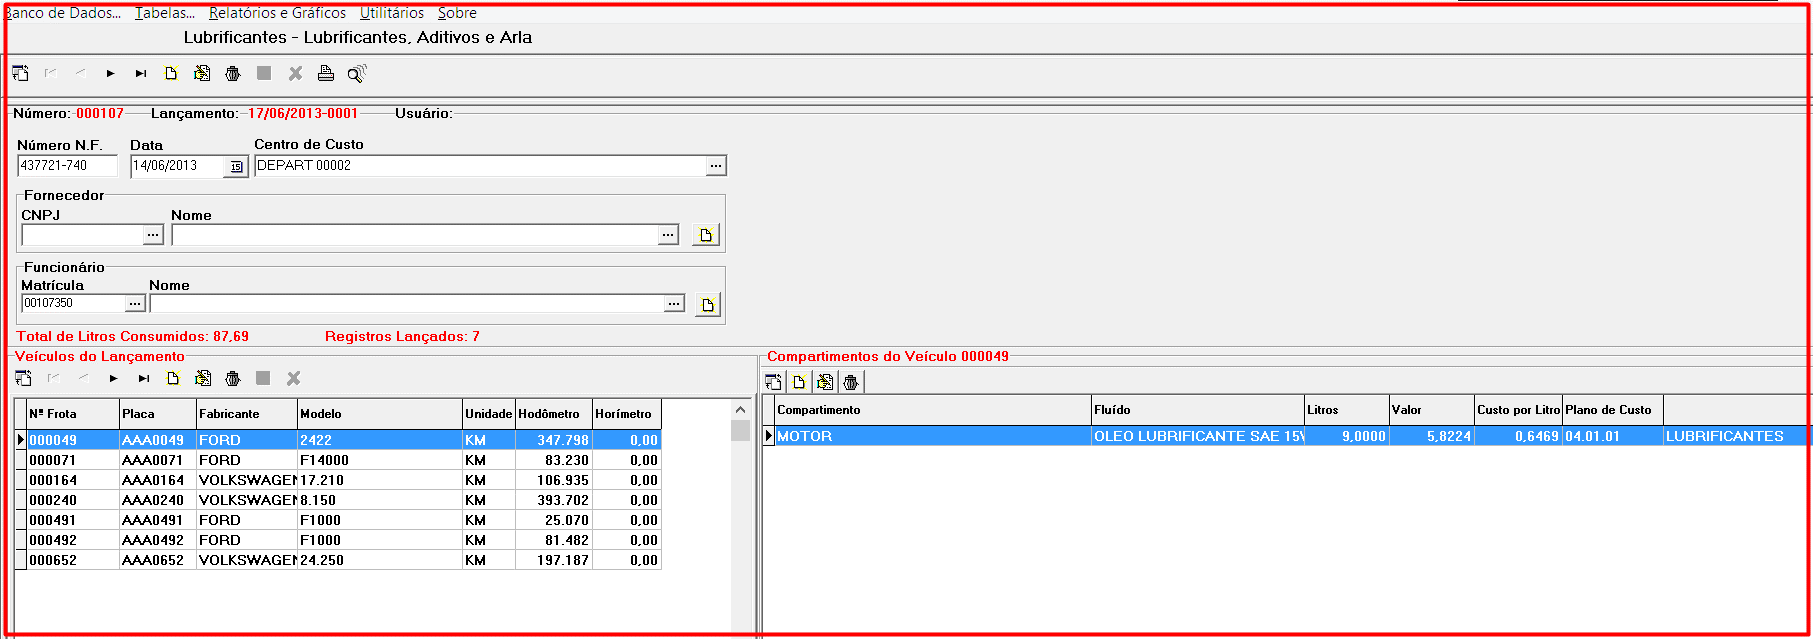 Banco de Dados... Tabelas... Relatórios e Gráficos Utilitários Sobre
Lubrificantes - Lubrificantes, Aditivos e Arla
Número: 000107 Lançamento: 17/06/2013-0001 Usuário:
Número N.F. Data Centro de Custo
437721-740 14/06/2013 15 DEPART 00002 ...
Fornecedor
CNPJ Nome
... ...
Funcionário
Matrícula Nome
00107350 ... ...
Total de Litros Consumidos: 87,69 Registros Lançados: 7
Veículos do Lançamento
Nº Frota Placa Fabricante Modelo Unidade Hodômetro Horímetro
000049 AAA0049 FORD 2422 KM 347.798 0,00
000071 AAA0071 FORD F14000 KM 83.230 0,00
000164 AAA0164 VOLKSWAGEN 17.210 KM 106.935 0,00
000240 AAA0240 VOLKSWAGEN 8.150 KM 393.702 0,00
000491 AAA0491 FORD F1000 KM 25.070 0,00
000492 AAA0492 FORD F1000 KM 81.482 0,00
000652 AAA0652 VOLKSWAGEN 24.250 KM 197.187 0,00
Compartimentos do Veículo 000049
Compartimento Fluído Litros Valor Custo por Litro Plano de Custo
MOTOR OLEO LUBRIFICANTE SAE 15W 9,0000 5,8224 0,6469 04.01.01 LUBRIFICANTES